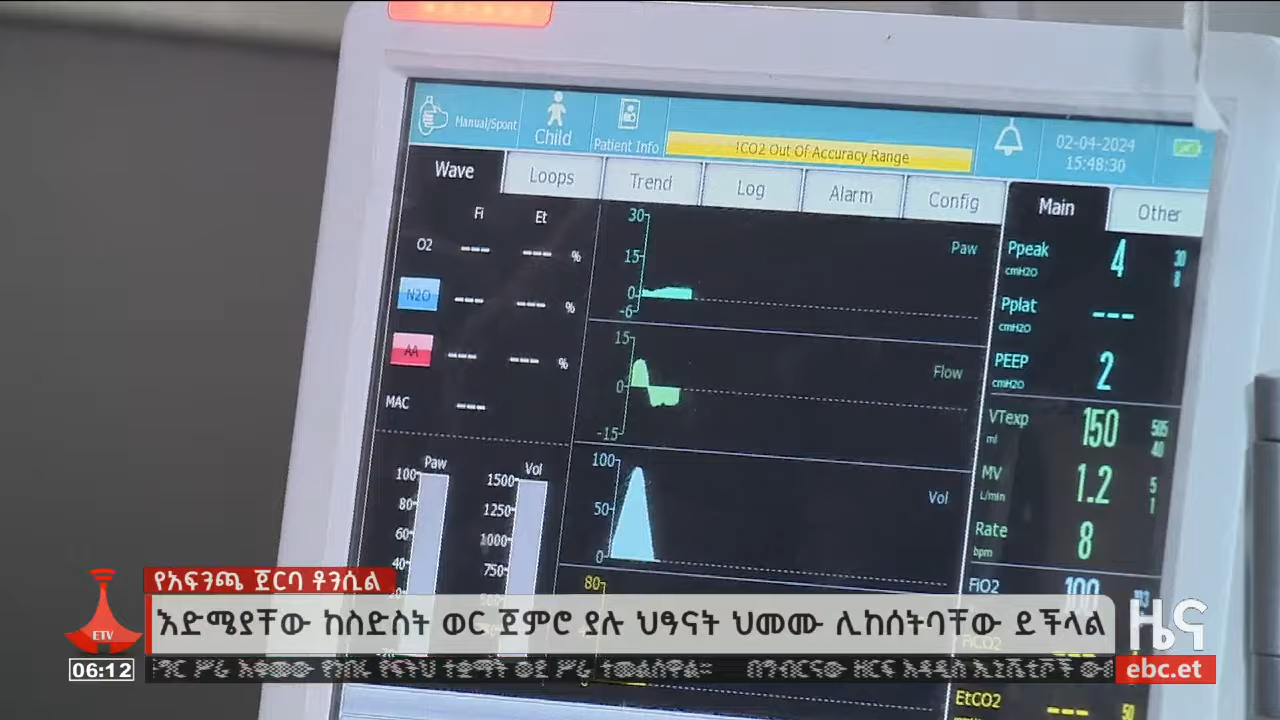 Manual/Spont
Child
Patient Info
CO2 Out Of Accuracy Range
02-04-2024
15:48:30
Wave
Loops
Trend
Log
Alarm
Config
Main
Other
Fi
Et
O2 --- --- %
N2O --- --- %
AA --- --- %
MAC ---
Paw
100
80
60
40
Vol
1500
1250
1000
750
30
15
0
-6
Paw
15
0
-15
Flow
100
50
0
Vol
80
Ppeak
cmH2O
4
30
8
Pplat
cmH2O
---
PEEP
cmH2O
2
VTexp
ml
150
505
40
MV
L/min
1.2
5
1
Rate
bpm
8
FiO2
100
FiCO2
EtCO2
---
50
የአፍንጫ ጀርባ ቶንሲል
እድሜያቸው ከስድስት ወር ጀምሮ ያሉ ህፃናት ህመሙ ሊከሰትባቸው ይችላል
ETV
ዜና
06:12
ebc.et